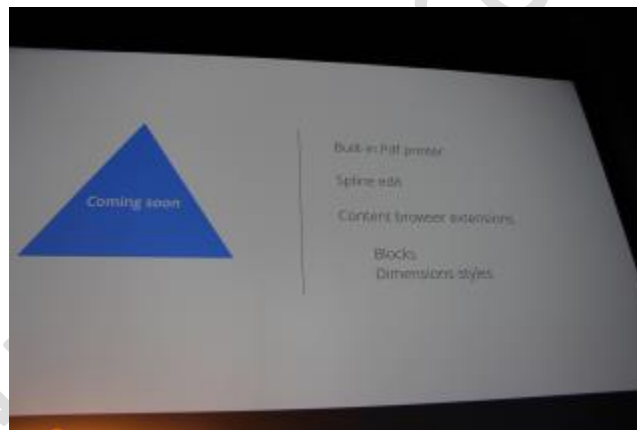 Coming soon
Built-in Pdf printer
Spline edit
Content browser extensions
Blocks
Dimensions styles